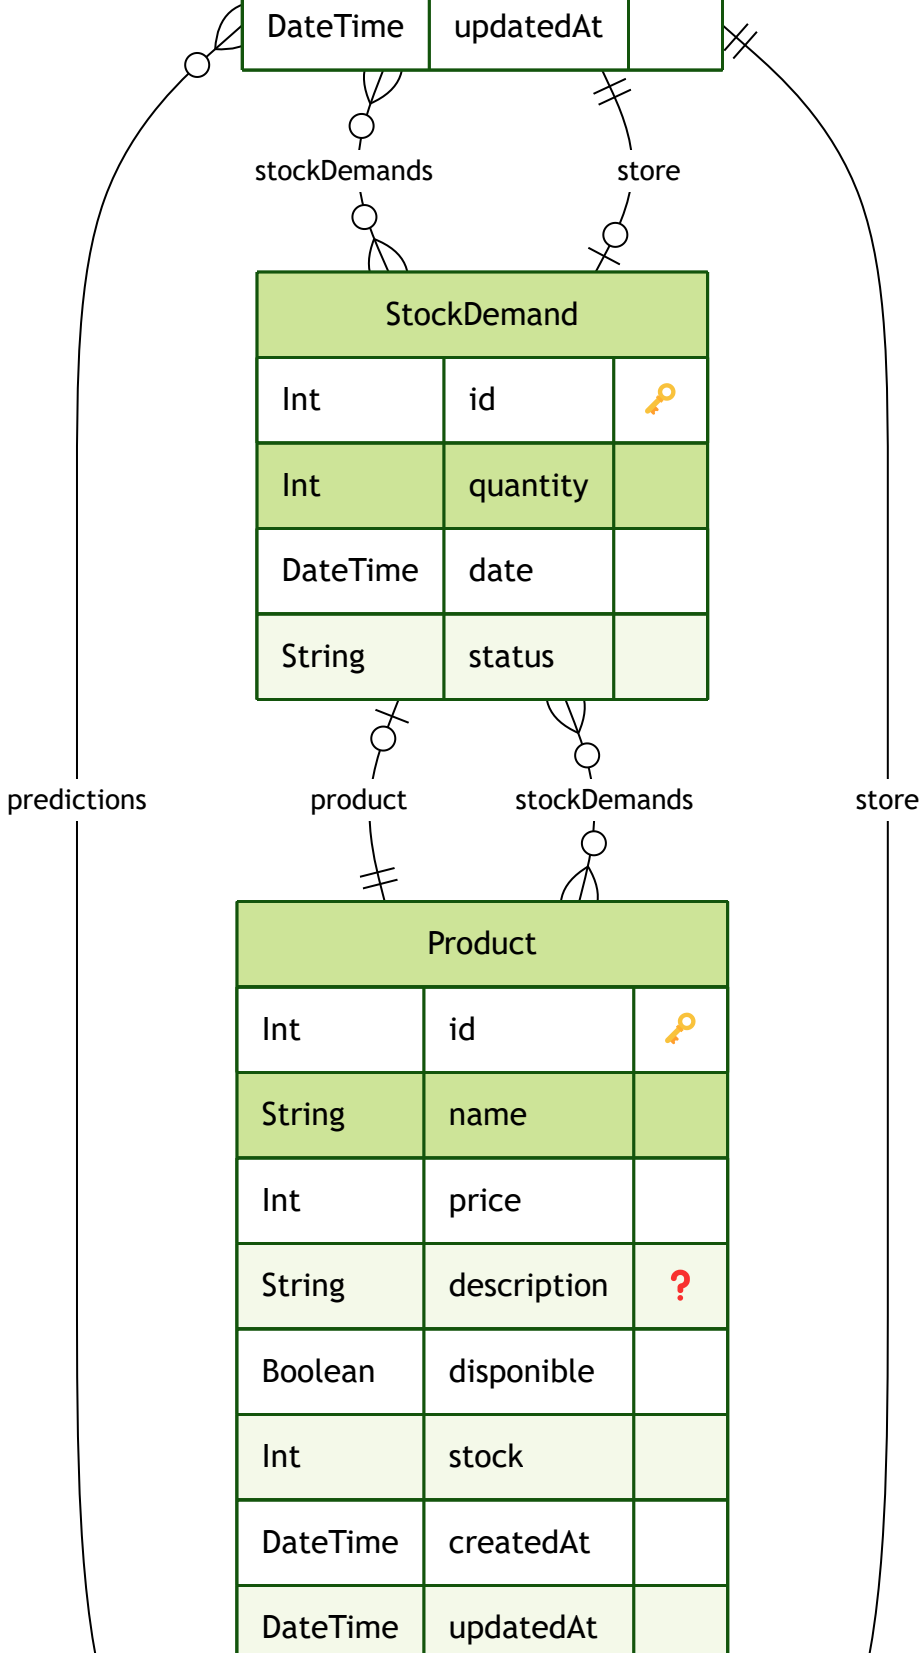 DateTime updatedAt
stockDemands store
StockDemand
Int id 🔑
Int quantity
DateTime date
String status
predictions product stockDemands store
Product
Int id 🔑
String name
Int price
String description ❓
Boolean disponible
Int stock
DateTime createdAt
DateTime updatedAt